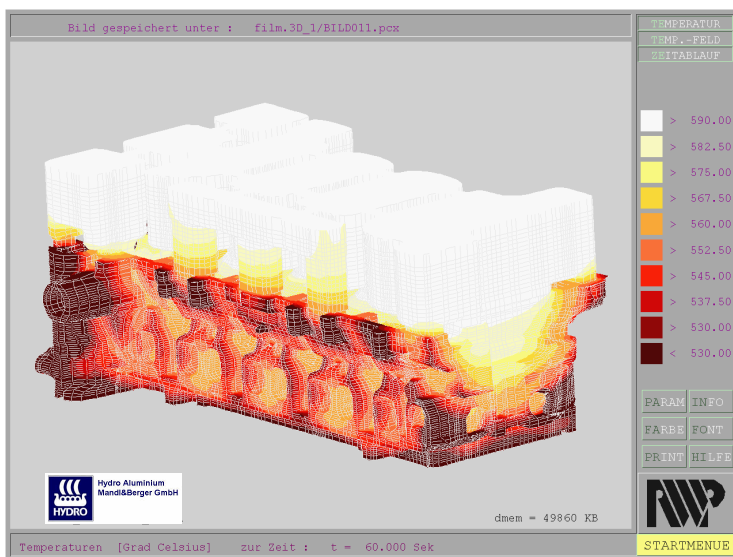 Bild gespeichert unter : film.3D_1/BILD011.pcx
TEMPERATUR
TEMP.-FELD
ZEITABLAUF
> 590.00
> 582.50
> 575.00
> 567.50
> 560.00
> 552.50
> 545.00
> 537.50
> 530.00
< 530.00
PARAM INFO
FARBE FONT
PRINT HILFE
RWP
STARTMENUE
HYDRO
Hydro Aluminium
Mandl&Berger GmbH
dmem = 49860 KB
Temperaturen [Grad Celsius] zur Zeit : t = 60.000 Sek